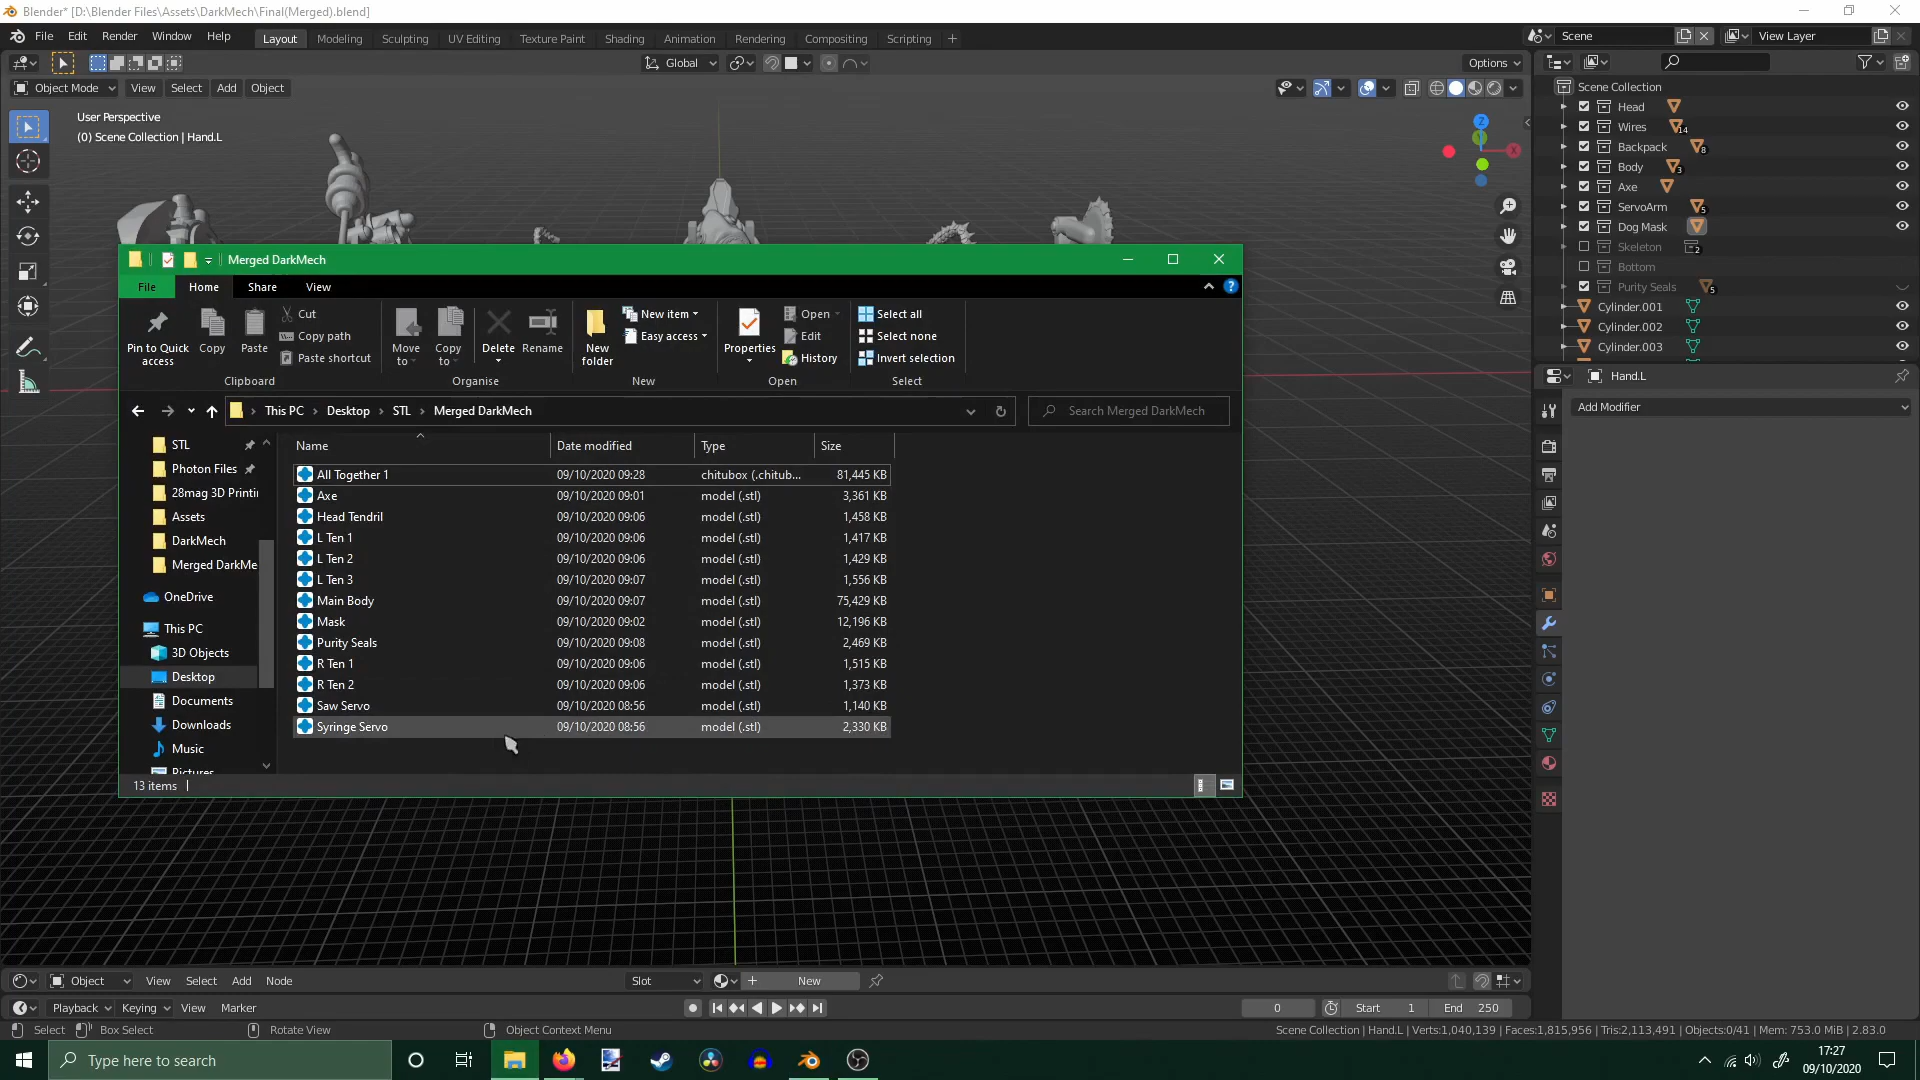 Blender* [D:\Blender Files\Assets\DarkMech\Final(Merged).blend]
File Edit Render Window Help Layout Modeling Sculpting UV Editing Texture Paint Shading Animation Rendering Compositing Scripting + Scene View Layer
Global Options
Object Mode View Select Add Object
User Perspective
(0) Scene Collection | Hand.L
Z
X
Scene Collection
Head
Wires 14
Backpack 8
Body 3
Axe
ServoArm 5
Dog Mask
Skeleton 2
Bottom
Purity Seals 5
Cylinder.001
Cylinder.002
Cylinder.003
Hand.L
Add Modifier
Merged DarkMech
File Home Share View
Pin to Quick access
Copy
Paste
Cut
Copy path
Paste shortcut
Clipboard
Move to
Copy to
Delete
Rename
Organise
New folder
New item
Easy access
New
Properties
Open
Edit
History
Open
Select all
Select none
Invert selection
Select
This PC > Desktop > STL > Merged DarkMech
Search Merged DarkMech
STL
Photon Files
28mag 3D Printi
Assets
DarkMech
Merged DarkMe
OneDrive
This PC
3D Objects
Desktop
Documents
Downloads
Music
Pictures
Name Date modified Type Size
All Together 1 09/10/2020 09:28 chitubox (.chitub... 81,445 KB
Axe 09/10/2020 09:01 model (.stl) 3,361 KB
Head Tendril 09/10/2020 09:06 model (.stl) 1,458 KB
L Ten 1 09/10/2020 09:06 model (.stl) 1,417 KB
L Ten 2 09/10/2020 09:06 model (.stl) 1,429 KB
L Ten 3 09/10/2020 09:07 model (.stl) 1,556 KB
Main Body 09/10/2020 09:07 model (.stl) 75,429 KB
Mask 09/10/2020 09:02 model (.stl) 12,196 KB
Purity Seals 09/10/2020 09:08 model (.stl) 2,469 KB
R Ten 1 09/10/2020 09:06 model (.stl) 1,515 KB
R Ten 2 09/10/2020 09:06 model (.stl) 1,373 KB
Saw Servo 09/10/2020 08:56 model (.stl) 1,140 KB
Syringe Servo 09/10/2020 08:56 model (.stl) 2,330 KB
13 items
Object View Select Add Node Slot + New
Playback Keying View Marker 0 Start 1 End 250
Select Box Select Rotate View Object Context Menu Scene Collection | Hand.L | Verts:1,040,139 | Faces:1,815,956 | Tris:2,113,491 | Objects:0/41 | Mem: 753.0 MiB | 2.83.0
Type here to search
17:27
09/10/2020